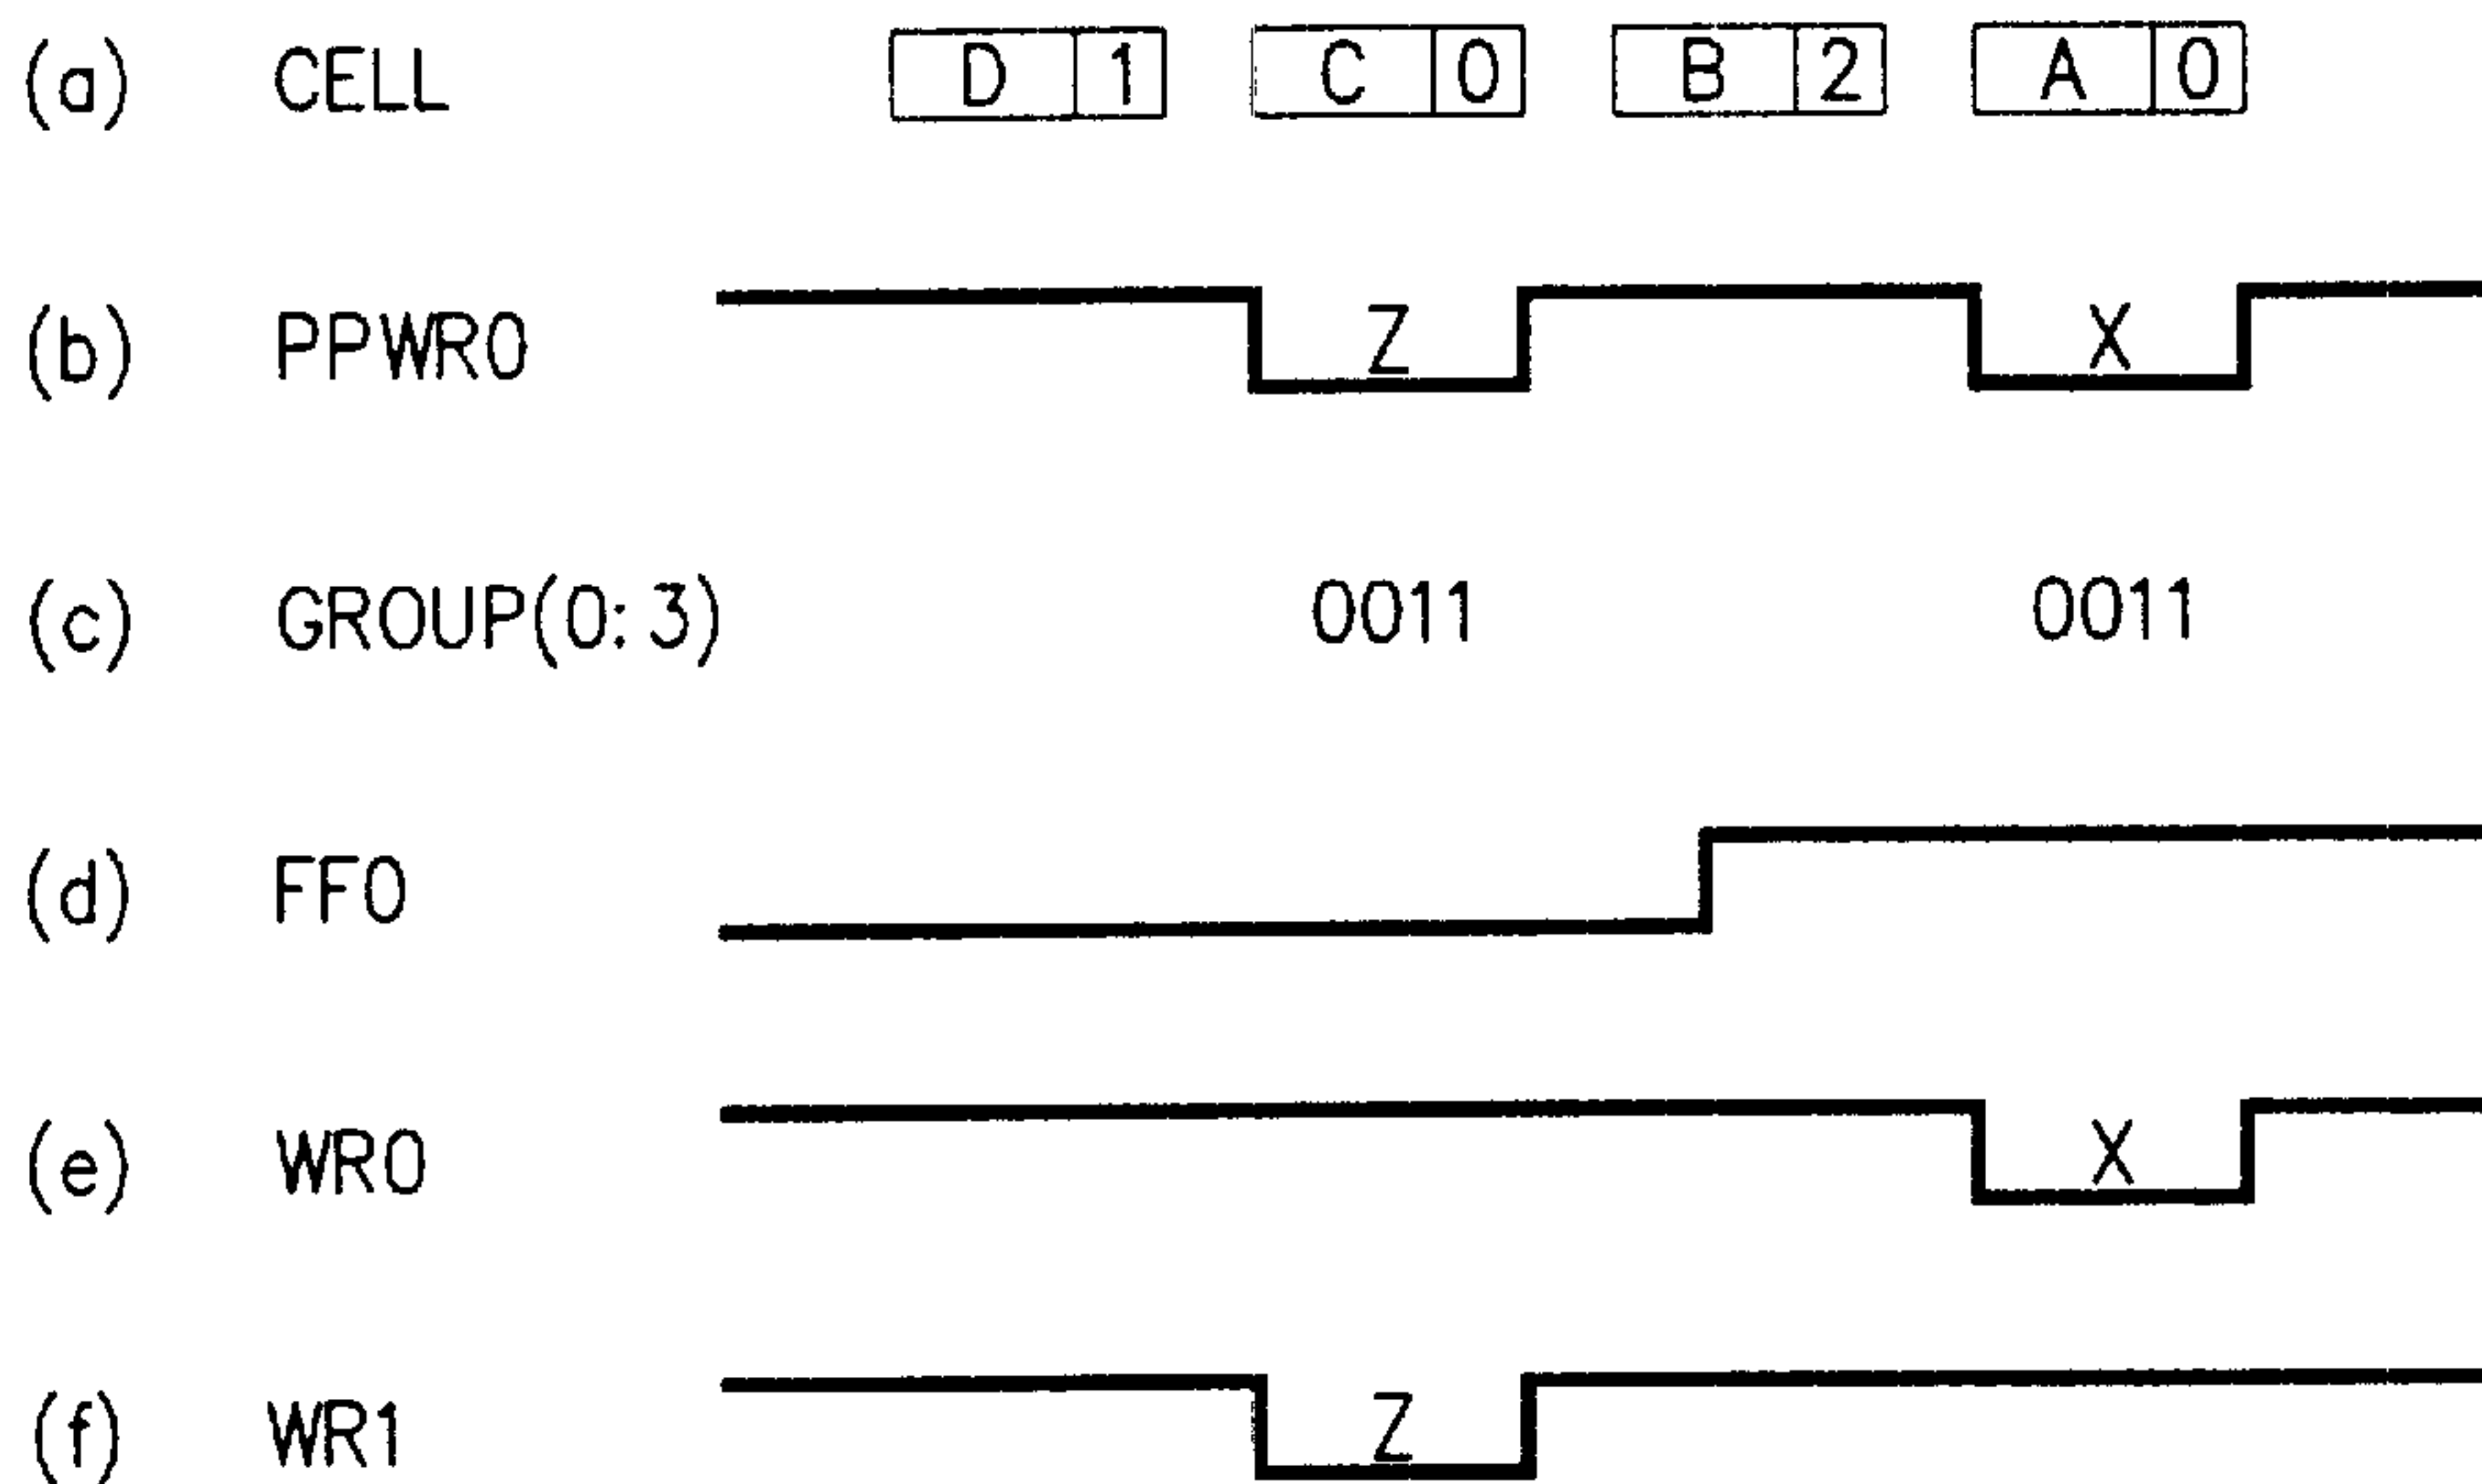 (a) CELL D 1 C 0 B 2 A 0
(b) PPWR0 Z X
(c) GROUP(0:3) 0011 0011
(d) FF0
(e) WR0 X
(f) WR1 Z